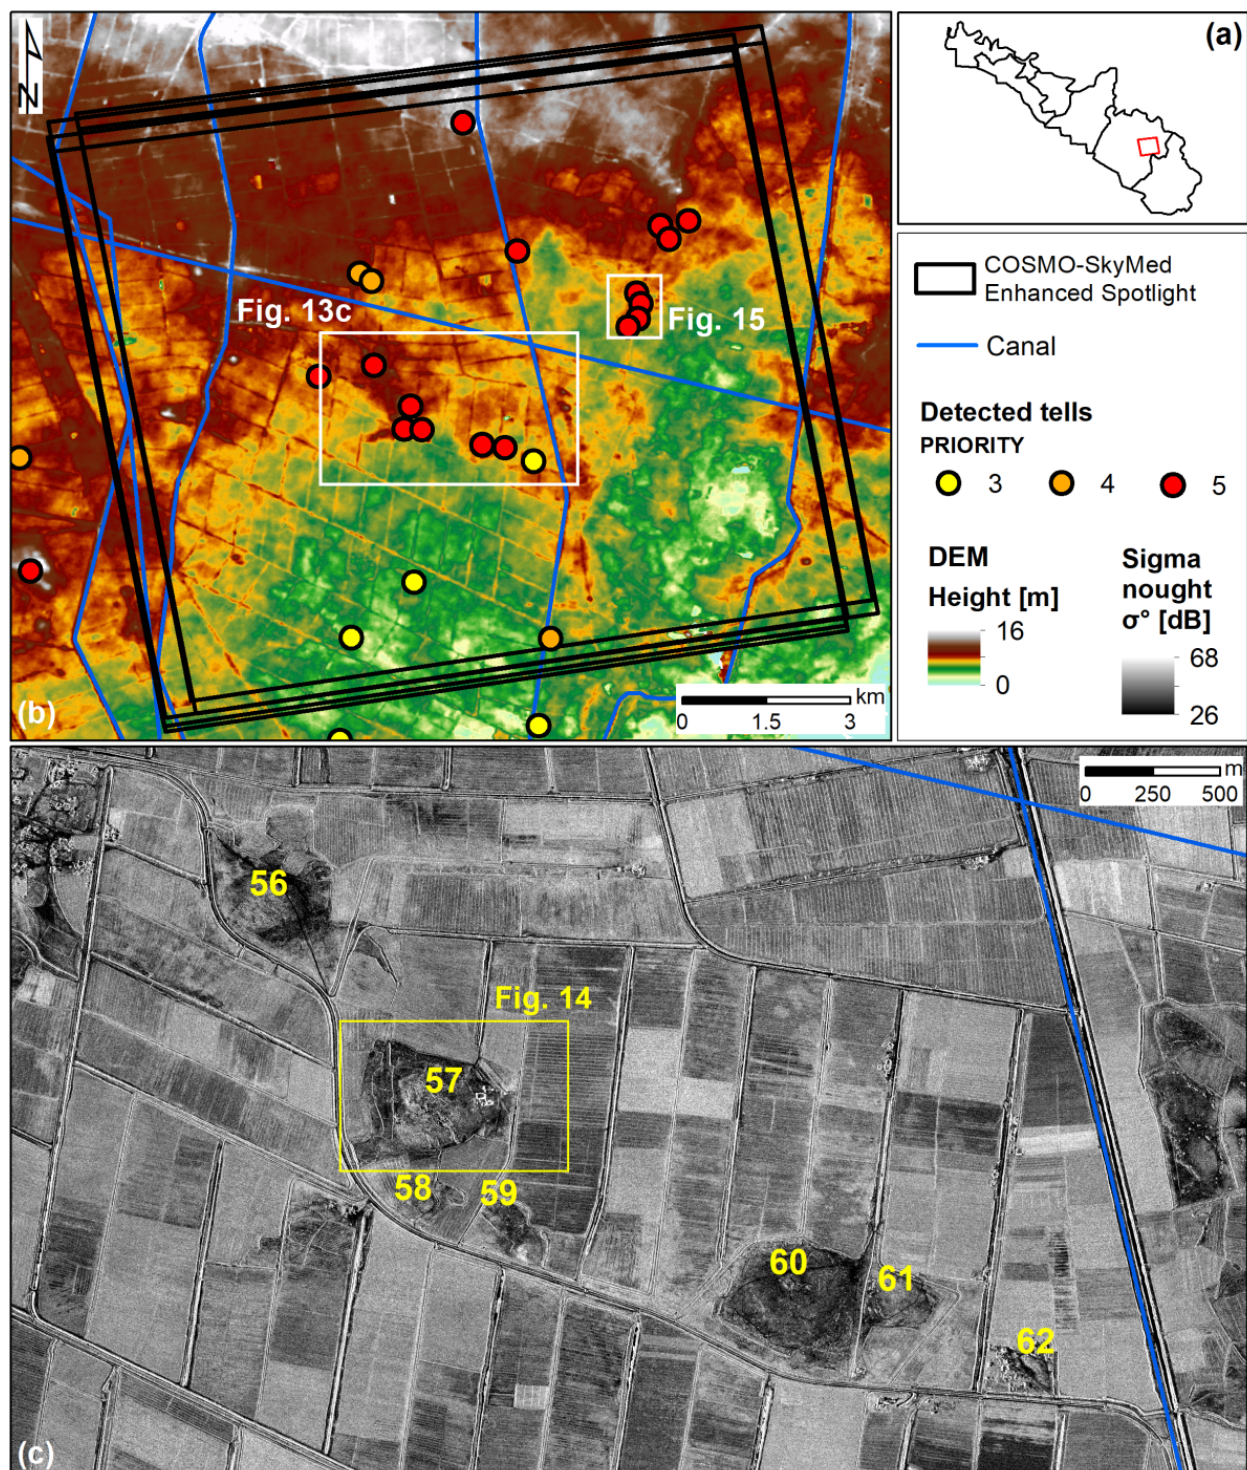 N
Fig. 13c
Fig. 15
(b)
km
0 1.5 3
(a)
COSMO-SkyMed
Enhanced Spotlight
Canal
Detected tells
PRIORITY
3 4 5
DEM
Height [m]
16
0
Sigma
nought
σ° [dB]
68
26
m
0 250 500
56
Fig. 14
57
58 59
60 61
62
(c)